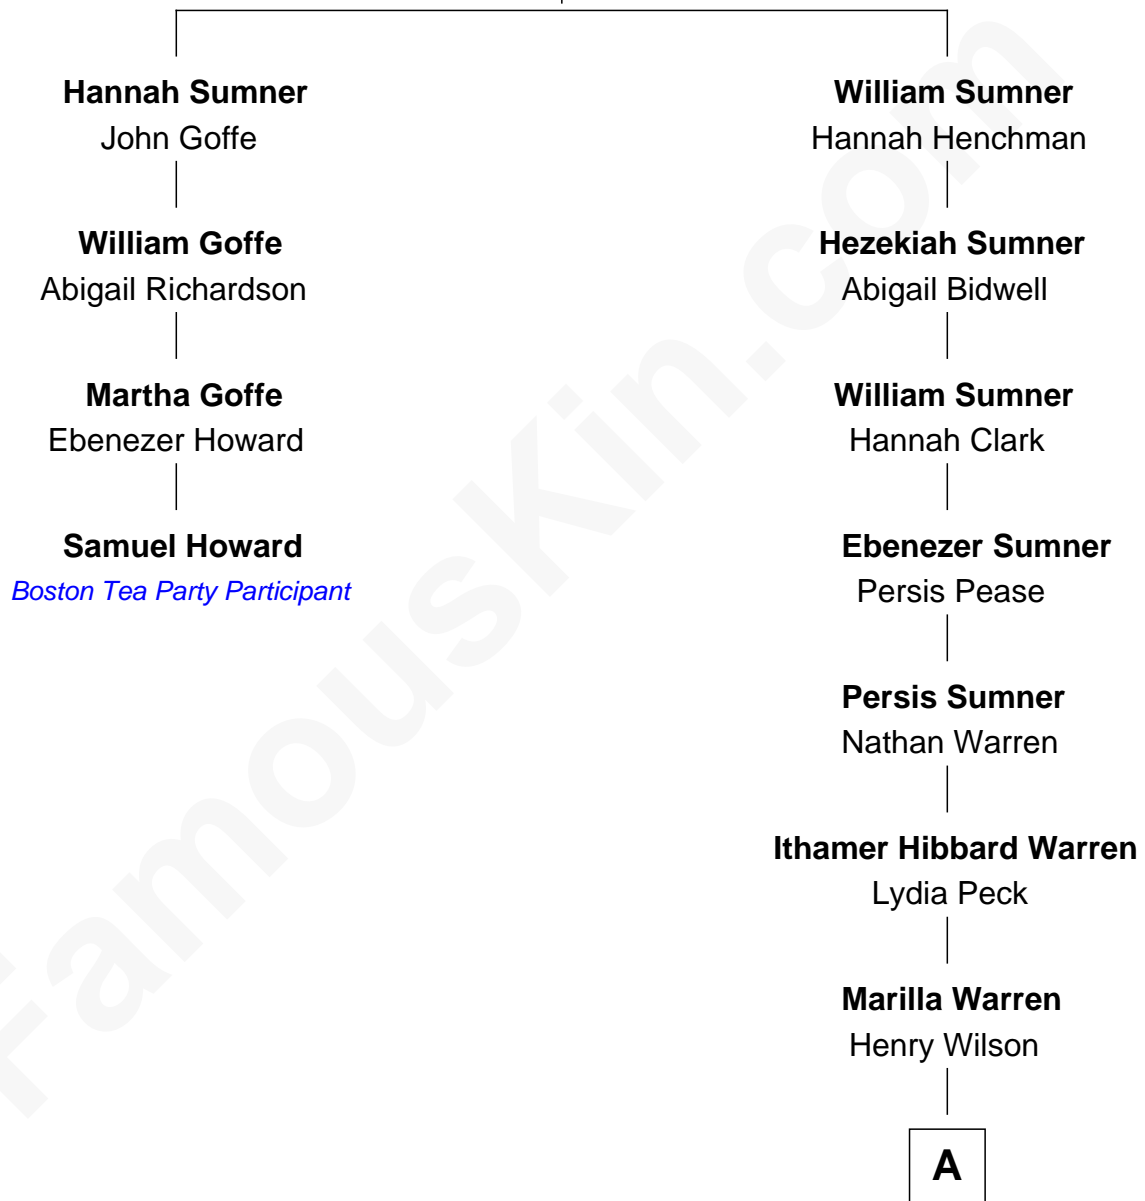 Hannah Sumner
John Goffe
William Goffe
Abigail Richardson
Martha Goffe
Ebenezer Howard
Samuel Howard
Boston Tea Party Participant
William Sumner
Hannah Henchman
Hezekiah Sumner
Abigail Bidwell
William Sumner
Hannah Clark
Ebenezer Sumner
Persis Pease
Persis Sumner
Nathan Warren
Ithamer Hibbard Warren
Lydia Peck
Marilla Warren
Henry Wilson
A
FamousKin.com